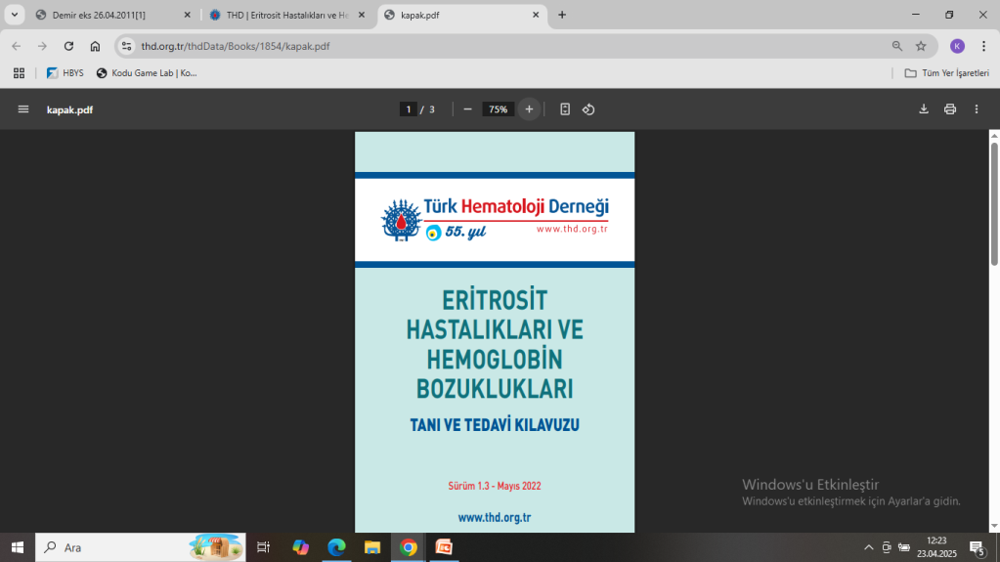 Demir eks 26.04.2011[1]
THD | Eritrosit Hastalıkları ve He
kapak.pdf
thd.org.tr/thdData/Books/1854/kapak.pdf
K
HBYS
Kodu Game Lab | Ko...
Tüm Yer İşaretleri
kapak.pdf
1 / 3
75%
Türk Hematoloji Derneği
55. yıl
www.thd.org.tr
ERİTROSİT
HASTALIKLARI VE
HEMOGLOBİN
BOZUKLUKLARI
TANI VE TEDAVİ KILAVUZU
Sürüm 1.3 - Mayıs 2022
www.thd.org.tr
Windows'u Etkinleştir
Windows'u etkinleştirmek için Ayarlar'a gidin.
Ara
12:23
23.04.2025
5